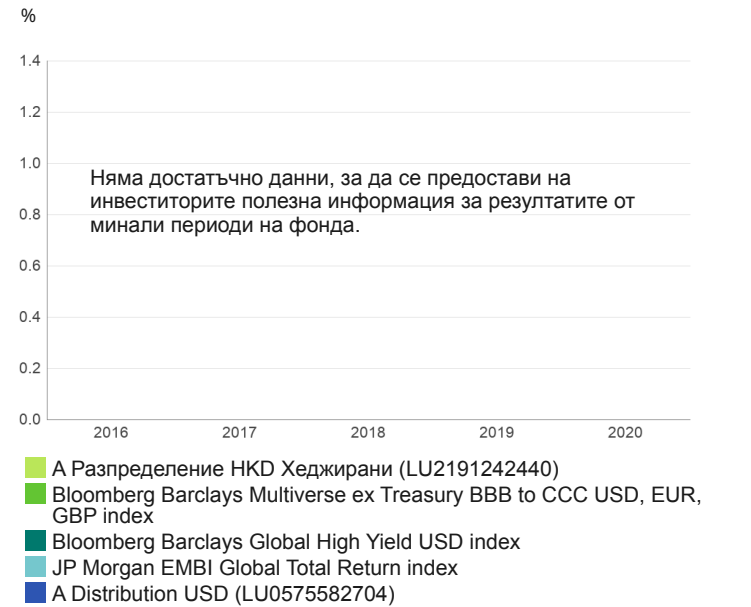 %
1.4
1.2
1.0
Няма достатъчно данни, за да се предостави на
инвеститорите полезна информация за резултатите от
минали периоди на фонда.
0.8
0.6
0.4
0.2
0.0
2016 2017 2018 2019 2020
А Разпределение HKD Хеджирани (LU2191242440)
Bloomberg Barclays Multiverse ex Treasury BBB to CCC USD, EUR,
GBP index
Bloomberg Barclays Global High Yield USD index
JP Morgan EMBI Global Total Return index
A Distribution USD (LU0575582704)